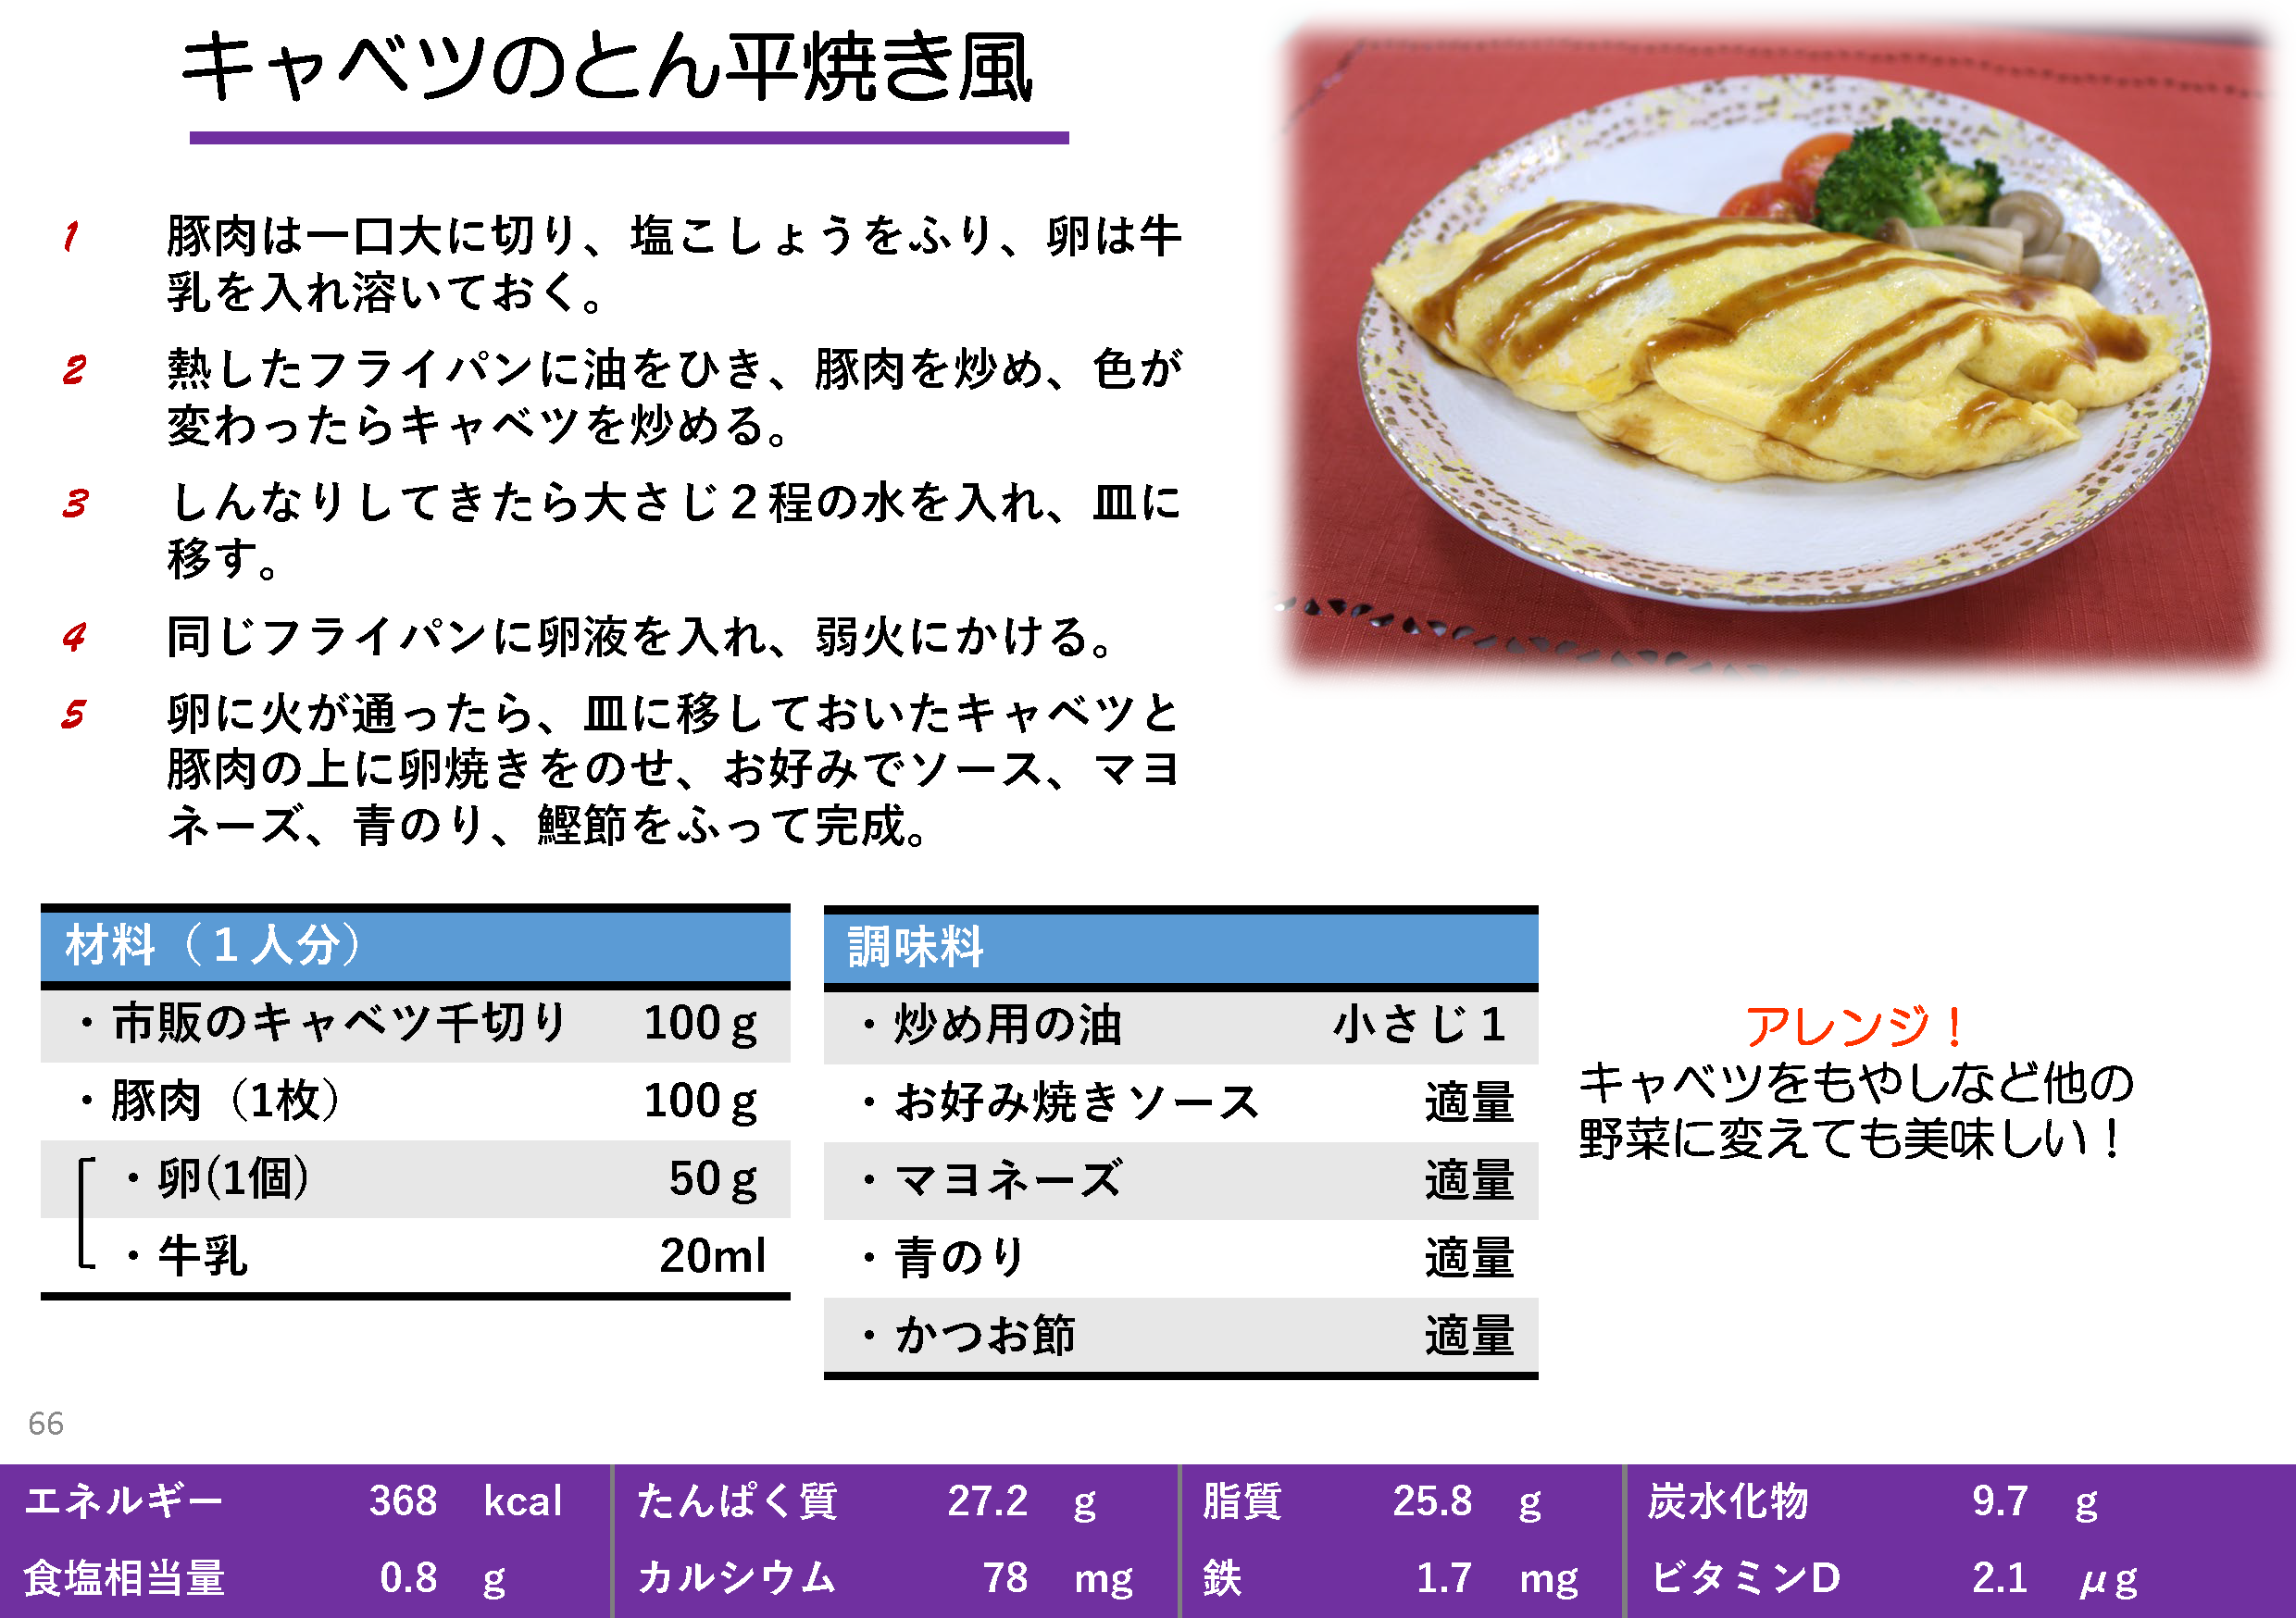 キャベツのとん平焼き風
1 豚肉は一口大に切り、塩こしょうをふり、卵は牛
乳を入れ溶いておく。
2 熱したフライパンに油をひき、豚肉を炒め、色が
変わったらキャベツを炒める。
3 しんなりしてきたら大さじ２程の水を入れ、皿に
移す。
4 同じフライパンに卵液を入れ、弱火にかける。
5 卵に火が通ったら、皿に移しておいたキャベツと
豚肉の上に卵焼きをのせ、お好みでソース、マヨ
ネーズ、青のり、鰹節をふって完成。
材料（１人分）
・市販のキャベツ千切り 100ｇ
・豚肉（1枚） 100ｇ
・卵(1個) 50ｇ
・牛乳 20ml
調味料
・炒め用の油 小さじ１
・お好み焼きソース 適量
・マヨネーズ 適量
・青のり 適量
・かつお節 適量
アレンジ！
キャベツをもやしなど他の
野菜に変えても美味しい！
66
エネルギー 368 kcal たんぱく質 27.2 g 脂質 25.8 g 炭水化物 9.7 g
食塩相当量 0.8 g カルシウム 78 mg 鉄 1.7 mg ビタミンD 2.1 μg